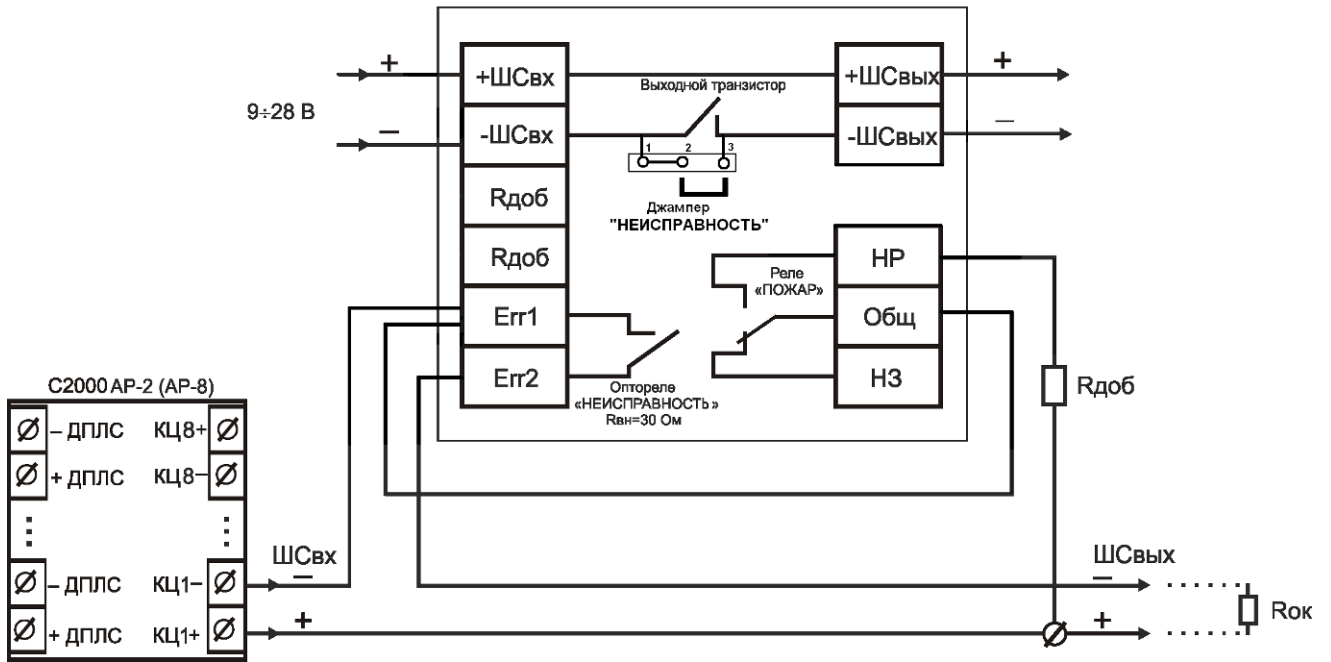 +
9÷28 В
–
+ШСвх
-ШСвх
Rдоб
Rдоб
Err1
Err2
Выходной транзистор
1 2 3
Джампер
"НЕИСПРАВНОСТЬ"
+ШСвых
-ШСвых
+
–
Реле
«ПОЖАР»
НР
Общ
НЗ
Оптореле
«НЕИСПРАВНОСТЬ»
Rвн=30 Ом
Rдоб
С2000 АР-2 (АР-8)
– ДПЛС КЦ8+
+ ДПЛС КЦ8–
– ДПЛС КЦ1–
+ ДПЛС КЦ1+
ШСвх
–
+
ШСвых
–
+
Rок